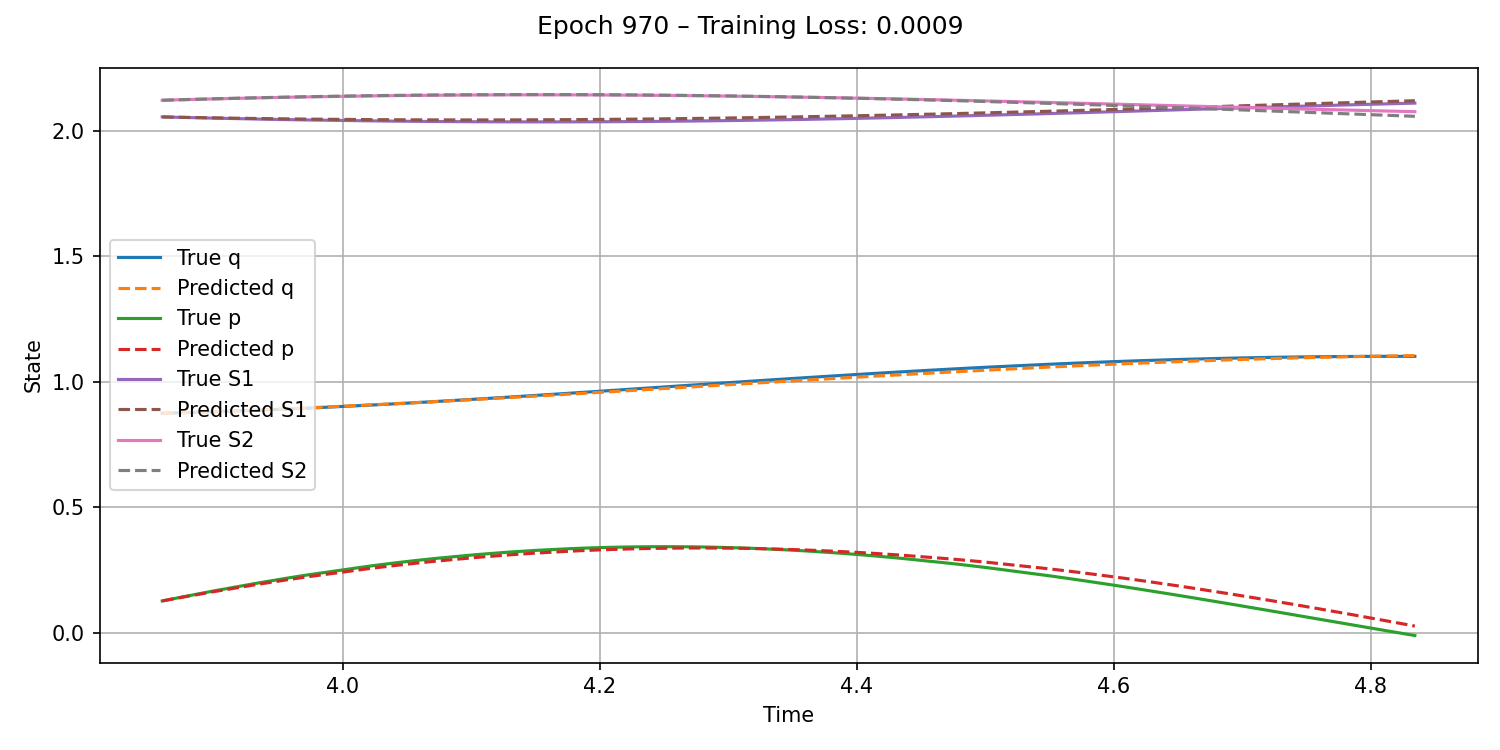 Epoch 970 – Training Loss: 0.0009
State
2.0
1.5
1.0
0.5
0.0
True q
Predicted q
True p
Predicted p
True S1
Predicted S1
True S2
Predicted S2
4.0 4.2 4.4 4.6 4.8
Time